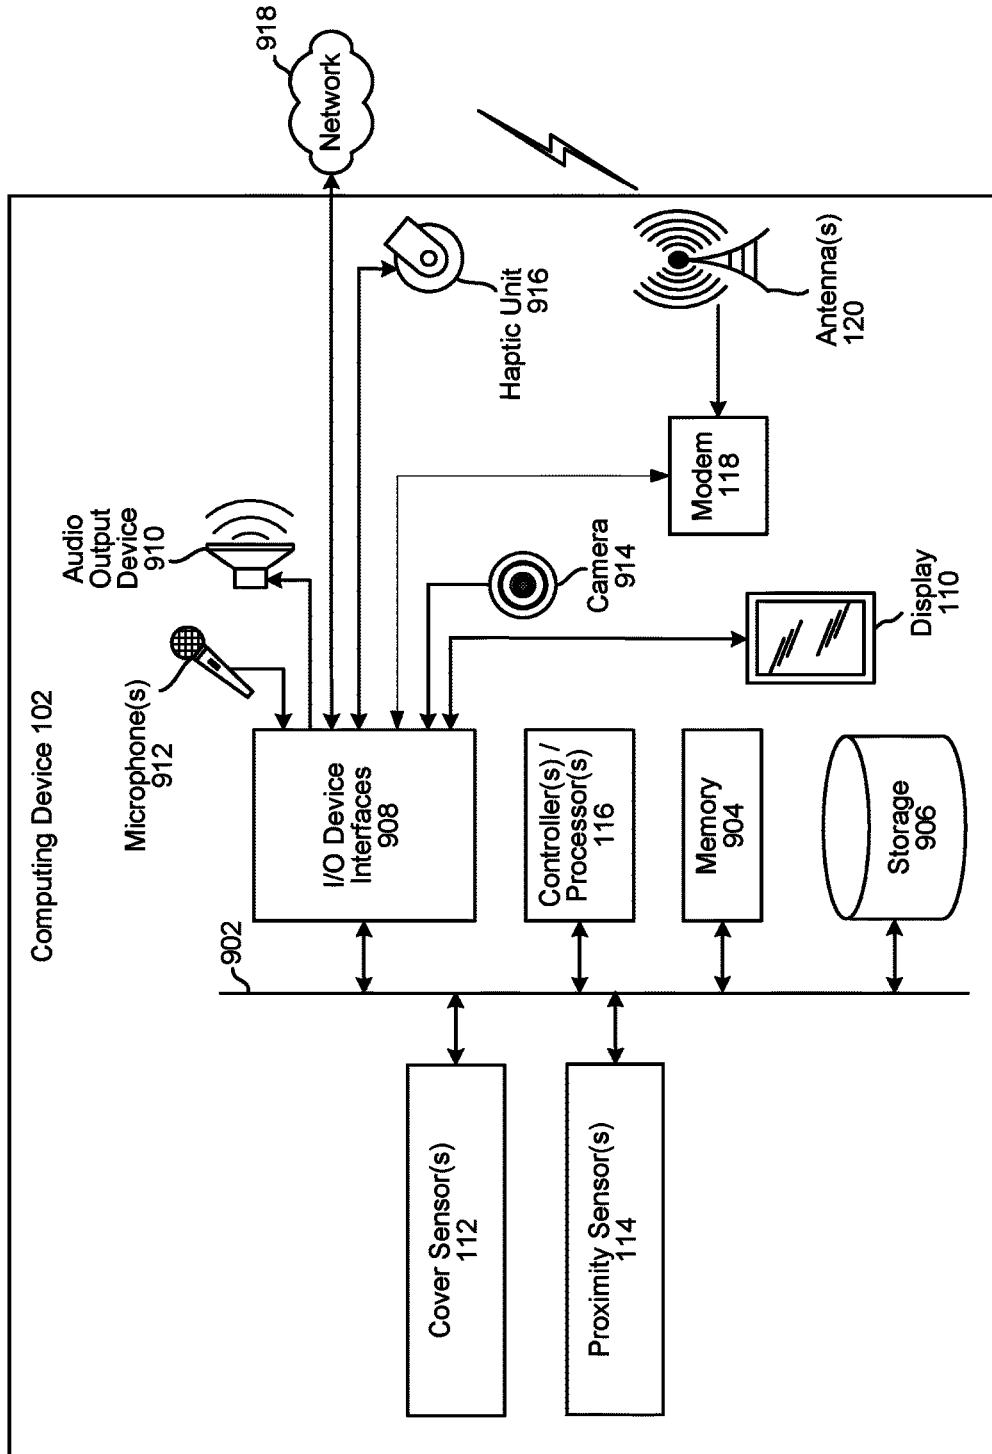 Computing Device 102
Microphone(s)
912
Audio
Output
Device
910
918
Network
902
I/O Device
Interfaces
908
Haptic Unit
916
Cover Sensor(s)
112
Controller(s) /
Processor(s)
116
Camera
914
Modem
118
Antenna(s)
120
Proximity Sensor(s)
114
Memory
904
Storage
906
Display
110